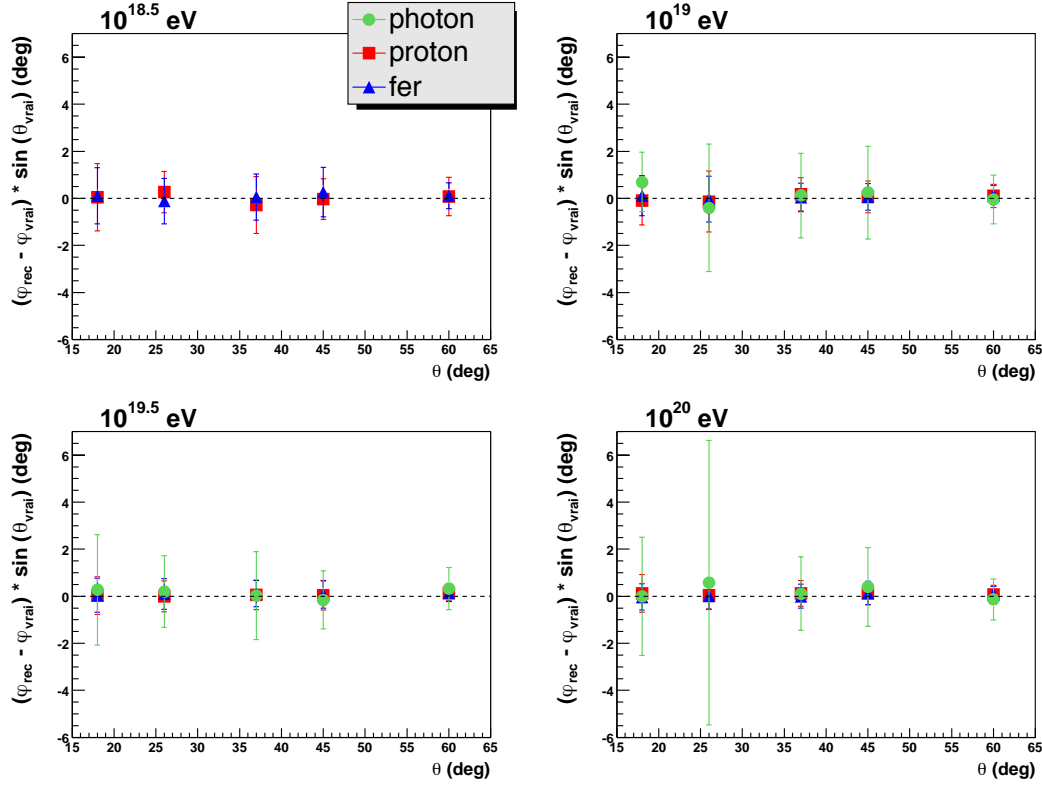 10^18.5 eV
photon
proton
fer
(φ_rec - φ_vrai) * sin (θ_vrai) (deg)
6
4
2
0
-2
-4
-6
15 20 25 30 35 40 45 50 55 60 65
θ (deg)
10^19 eV
(φ_rec - φ_vrai) * sin (θ_vrai) (deg)
6
4
2
0
-2
-4
-6
15 20 25 30 35 40 45 50 55 60 65
θ (deg)
10^19.5 eV
(φ_rec - φ_vrai) * sin (θ_vrai) (deg)
6
4
2
0
-2
-4
-6
15 20 25 30 35 40 45 50 55 60 65
θ (deg)
10^20 eV
(φ_rec - φ_vrai) * sin (θ_vrai) (deg)
6
4
2
0
-2
-4
-6
15 20 25 30 35 40 45 50 55 60 65
θ (deg)